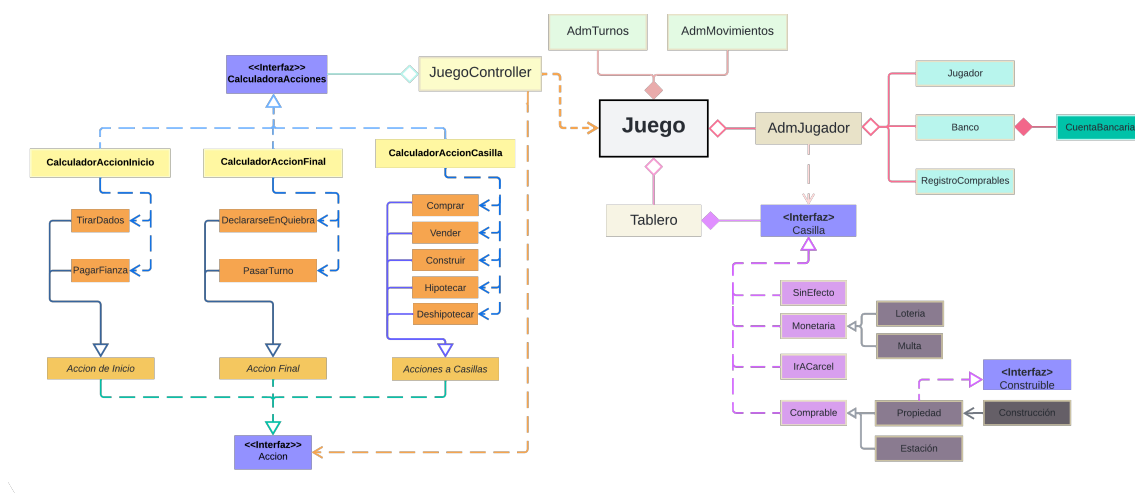 AdmTurnos
AdmMovimientos
<<Interfaz>>
CalculadoraAcciones
JuegoController
Juego
AdmJugador
Jugador
Banco
CuentaBancaria
RegistroComprables
CalculadorAccionInicio
CalculadorAccionFinal
CalculadorAccionCasilla
TirarDados
PagarFianza
DeclararseEnQuiebra
PasarTurno
Comprar
Vender
Construir
Hipotecar
Deshipotecar
Tablero
<Interfaz>
Casilla
SinEfecto
Monetaria
IrACarcel
Comprable
Loteria
Multa
<Interfaz>
Construible
Propiedad
Construcción
Estación
Accion de Inicio
Accion Final
Acciones a Casillas
<<Interfaz>>
Accion